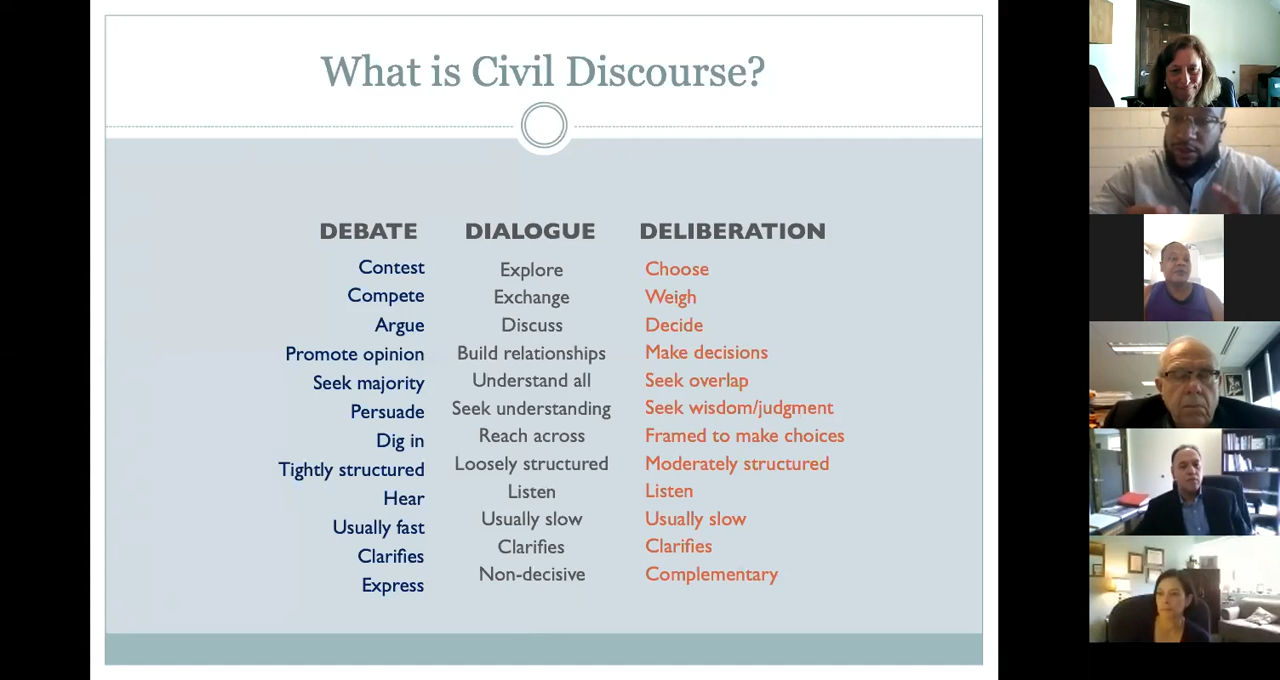 What is Civil Discourse?
DEBATE DIALOGUE DELIBERATION
Contest Explore Choose
Compete Exchange Weigh
Argue Discuss Decide
Promote opinion Build relationships Make decisions
Seek majority Understand all Seek overlap
Persuade Seek understanding Seek wisdom/judgment
Dig in Reach across Framed to make choices
Tightly structured Loosely structured Moderately structured
Hear Listen Listen
Usually fast Usually slow Usually slow
Clarifies Clarifies Clarifies
Express Non-decisive Complementary